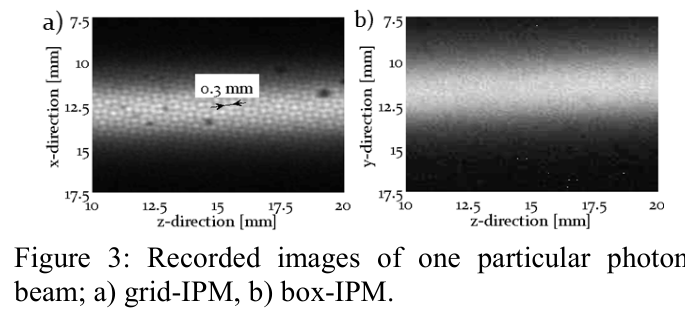 a)
b)
7.5
10
12.5
15
17.5
x-direction [mm]
0.3 mm
10
12.5
15
17.5
20
z-direction [mm]
7.5
10
12.5
15
17.5
y-direction [mm]
10
12.5
15
17.5
20
z-direction [mm]
Figure 3: Recorded images of one particular photon
beam; a) grid-IPM, b) box-IPM.